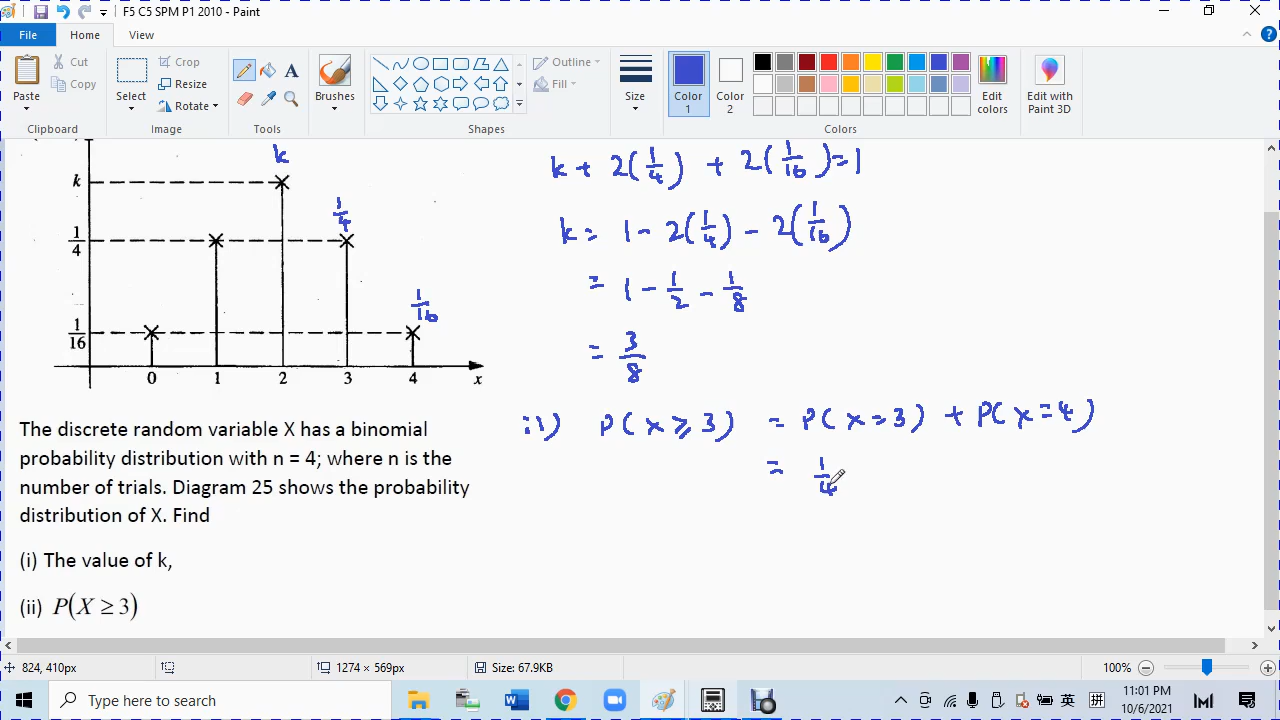 F5 C5 SPM P1 2010 - Paint
File Home View
Paste
Cut
Copy
Clipboard
Select
Crop
Resize
Rotate
Image
A
Tools
Brushes
Outline
Fill
Shapes
Size
Color 1
Color 2
Edit colors
Colors
Edit with Paint 3D
k
k
1/4
1/4
1/16
1/16
0 1 2 3 4 x
The discrete random variable X has a binomial
probability distribution with n = 4; where n is the
number of trials. Diagram 25 shows the probability
distribution of X. Find
(i) The value of k,
(ii) P(X ≥ 3)
k + 2(1/4) + 2(1/16) = 1
k = 1 - 2(1/4) - 2(1/16)
= 1 - 1/2 - 1/8
= 3/8
ii) P(X ≥ 3) = P(X = 3) + P(X = 4)
= 1/4
824, 410px
1274 × 569px
Size: 67.9KB
100%
Type here to search
英
拼
11:01 PM
10/6/2021